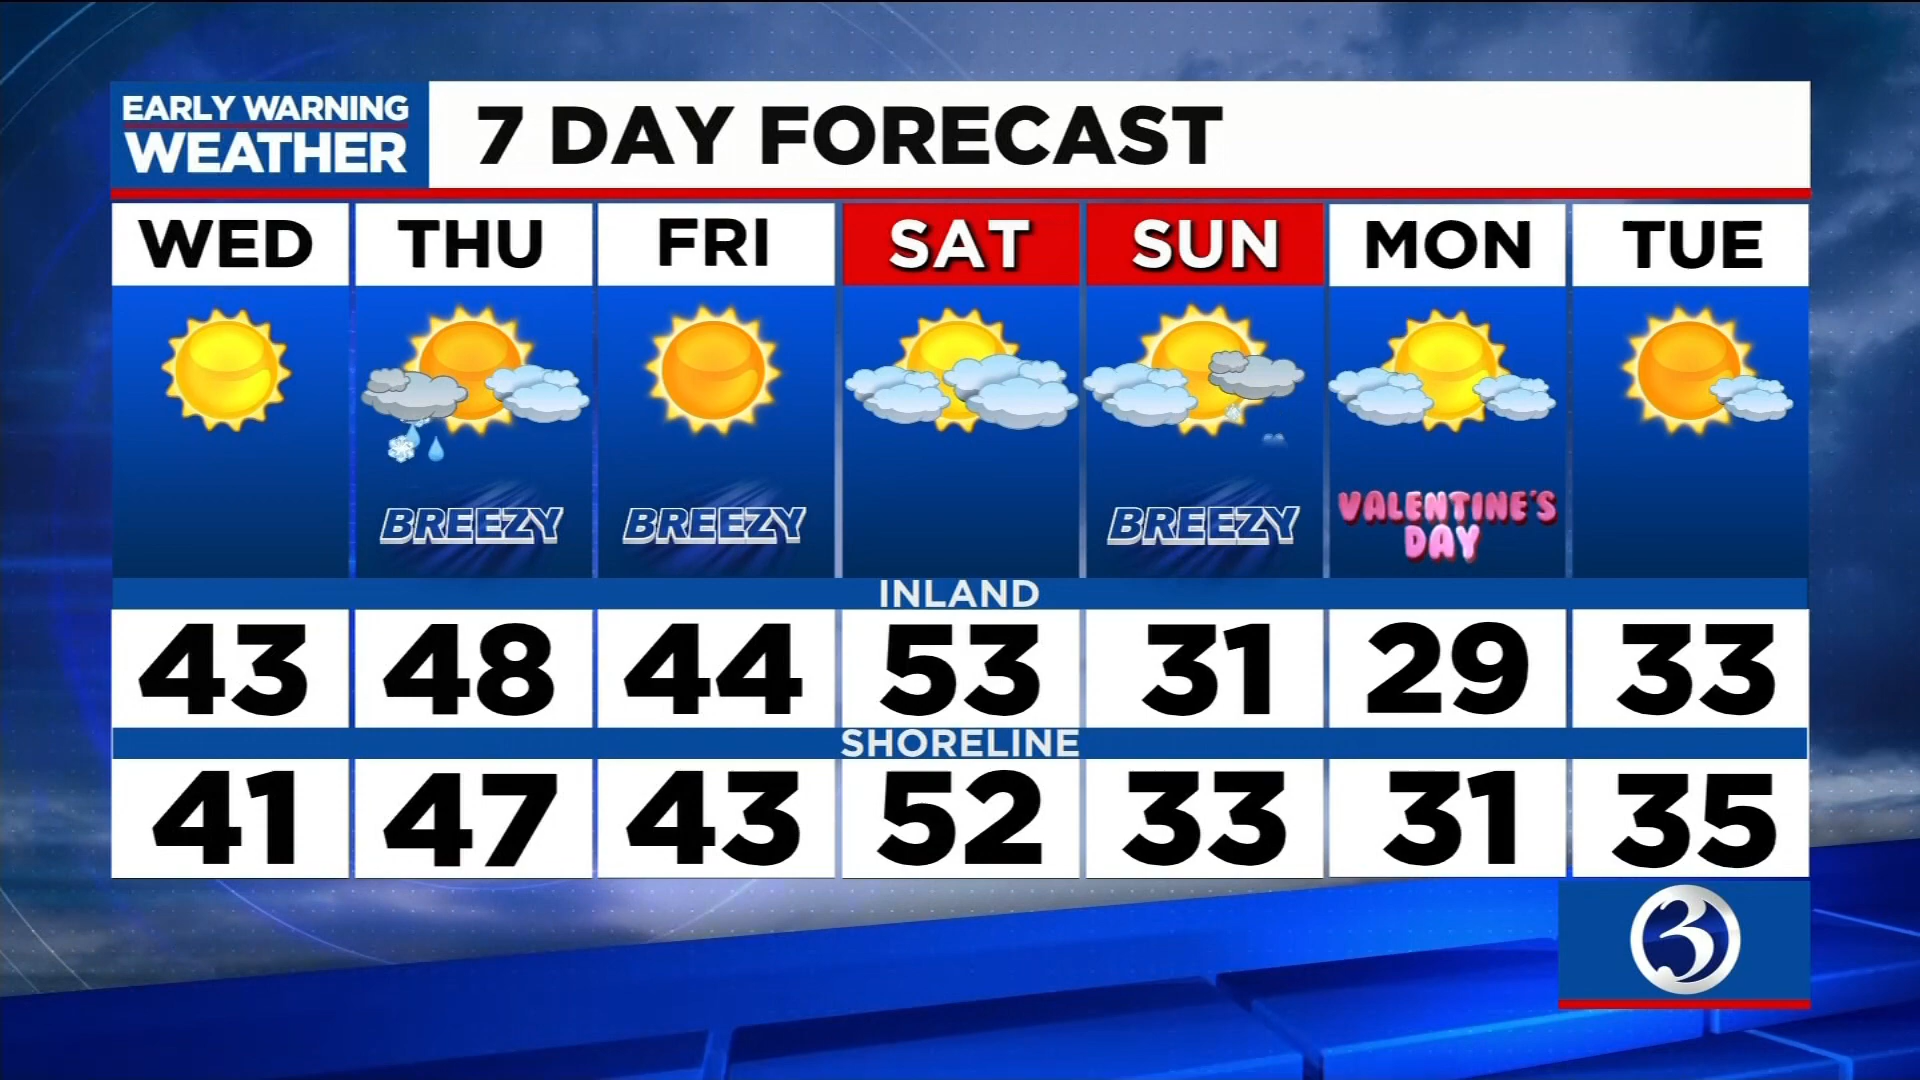 EARLY WARNING
WEATHER
7 DAY FORECAST
WED THU FRI SAT SUN MON TUE
BREEZY BREEZY BREEZY VALENTINE'S
DAY
INLAND
43 48 44 53 31 29 33
SHORELINE
41 47 43 52 33 31 35
3